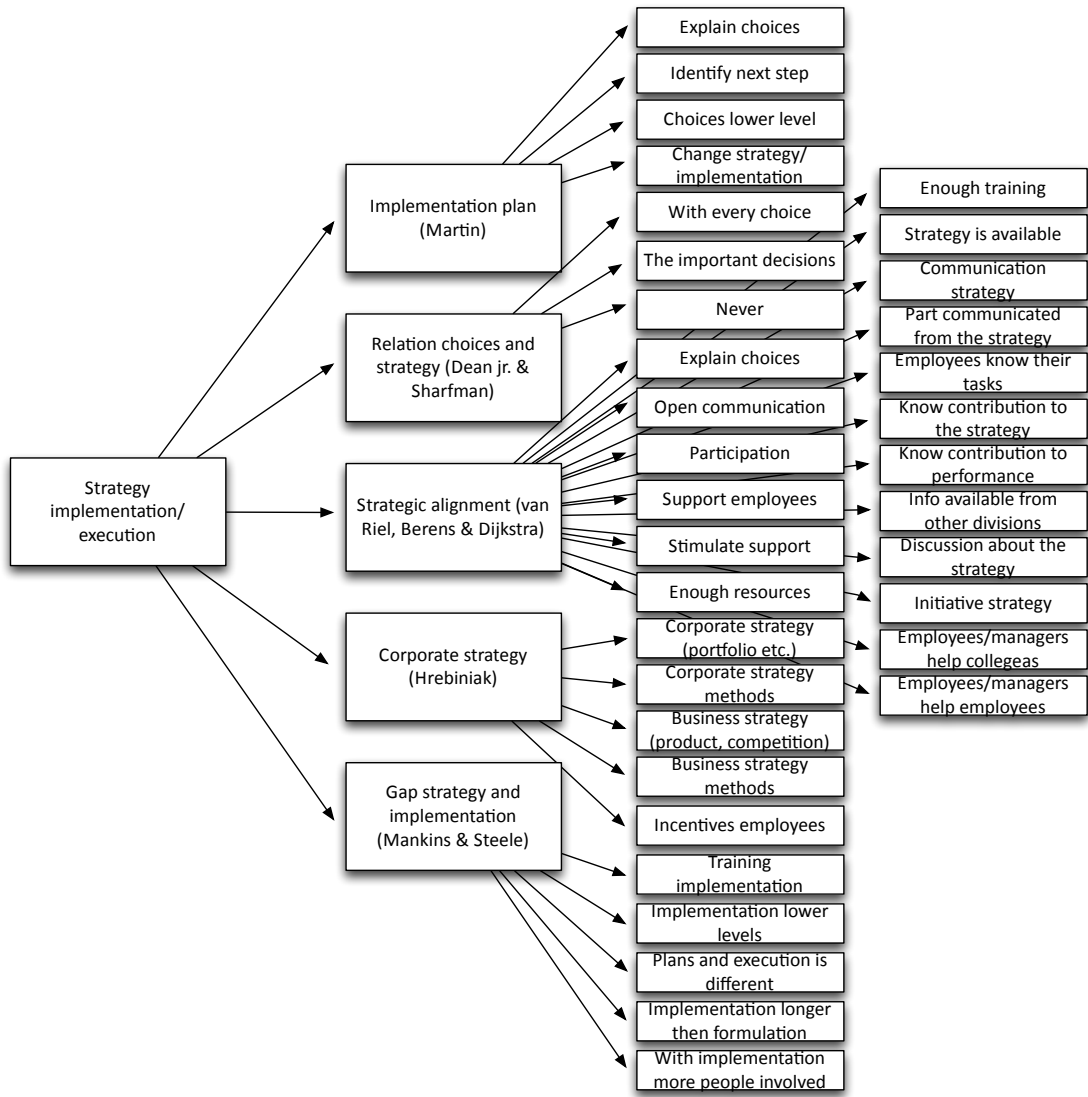 Strategy
implementation/
execution
Implementation plan
(Martin)
Relation choices and
strategy (Dean jr. &
Sharfman)
Strategic alignment (van
Riel, Berens & Dijkstra)
Corporate strategy
(Hrebiniak)
Gap strategy and
implementation
(Mankins & Steele)
Explain choices
Identify next step
Choices lower level
Change strategy/
implementation
With every choice
The important decisions
Never
Explain choices
Open communication
Participation
Support employees
Stimulate support
Enough resources
Corporate strategy
(portfolio etc.)
Corporate strategy
methods
Business strategy
(product, competition)
Business strategy
methods
Incentives employees
Training
implementation
Implementation lower
levels
Plans and execution is
different
Implementation longer
then formulation
With implementation
more people involved
Enough training
Strategy is available
Communication
strategy
Part communicated
from the strategy
Employees know their
tasks
Know contribution to
the strategy
Know contribution to
performance
Info available from
other divisions
Discussion about the
strategy
Initiative strategy
Employees/managers
help collegeas
Employees/managers
help employees